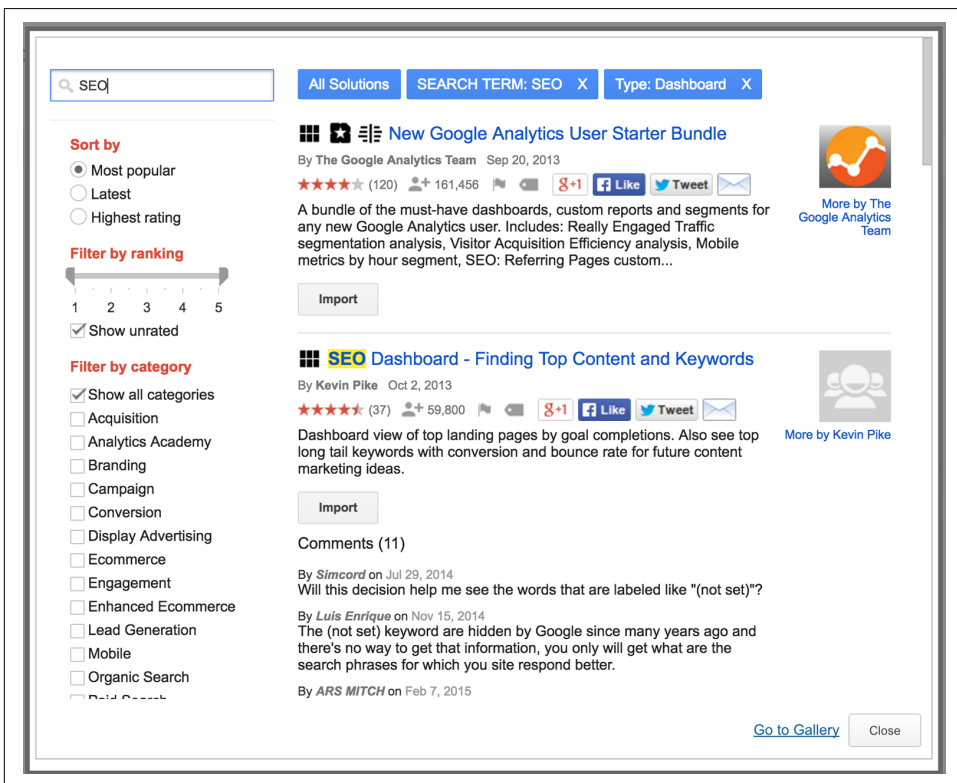 SEO
All Solutions
SEARCH TERM: SEO X
Type: Dashboard X
Sort by
Most popular
Latest
Highest rating
Filter by ranking
1 2 3 4 5
Show unrated
Filter by category
Show all categories
Acquisition
Analytics Academy
Branding
Campaign
Conversion
Display Advertising
Ecommerce
Engagement
Enhanced Ecommerce
Lead Generation
Mobile
Organic Search
Paid Search
New Google Analytics User Starter Bundle
By The Google Analytics Team Sep 20, 2013
(120) 161,456 g+1 Like Tweet
A bundle of the must-have dashboards, custom reports and segments for
any new Google Analytics user. Includes: Really Engaged Traffic
segmentation analysis, Visitor Acquisition Efficiency analysis, Mobile
metrics by hour segment, SEO: Referring Pages custom...
Import
More by The
Google Analytics
Team
SEO Dashboard - Finding Top Content and Keywords
By Kevin Pike Oct 2, 2013
(37) 59,800 g+1 Like Tweet
Dashboard view of top landing pages by goal completions. Also see top
long tail keywords with conversion and bounce rate for future content
marketing ideas.
Import
More by Kevin Pike
Comments (11)
By Simcord on Jul 29, 2014
Will this decision help me see the words that are labeled like "(not set)"?
By Luis Enrique on Nov 15, 2014
The (not set) keyword are hidden by Google since many years ago and
there's no way to get that information, you only will get what are the
search phrases for which you site respond better.
By ARS MITCH on Feb 7, 2015
Go to Gallery
Close